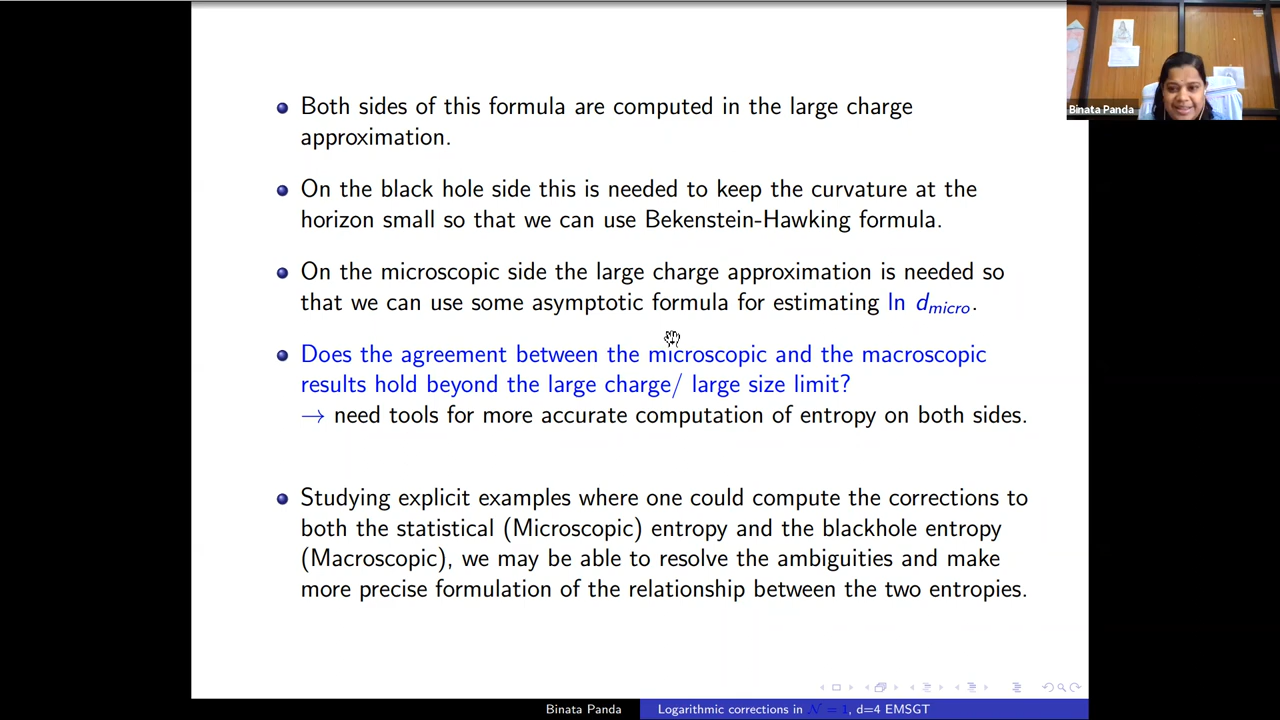 Both sides of this formula are computed in the large charge
approximation.
On the black hole side this is needed to keep the curvature at the
horizon small so that we can use Bekenstein-Hawking formula.
On the microscopic side the large charge approximation is needed so
that we can use some asymptotic formula for estimating ln d_micro.
Does the agreement between the microscopic and the macroscopic
results hold beyond the large charge/ large size limit?
→ need tools for more accurate computation of entropy on both sides.
Studying explicit examples where one could compute the corrections to
both the statistical (Microscopic) entropy and the blackhole entropy
(Macroscopic), we may be able to resolve the ambiguities and make
more precise formulation of the relationship between the two entropies.
Binata Panda
Binata Panda
Logarithmic corrections in 𝒩 = 1, d=4 EMSGT